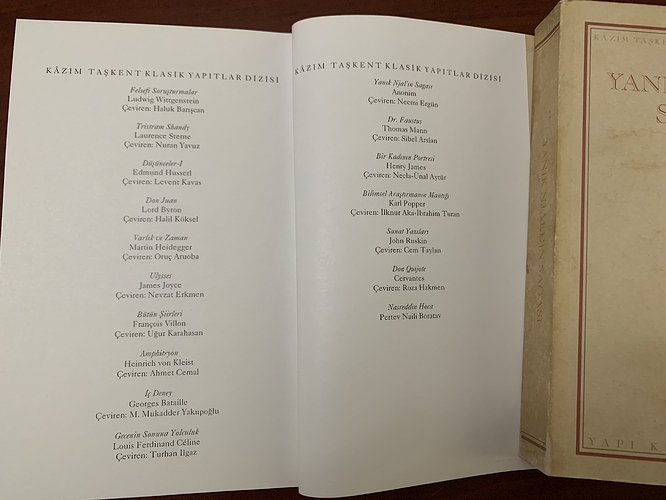 KÂZIM TAŞKENT KLASİK YAPITLAR DİZİSİ
Felsefi Soruşturmalar
Ludwig Wittgenstein
Çeviren: Haluk Barışcan
Tristram Shandy
Laurence Sterne
Çeviren: Nuran Yavuz
Düşünceler-I
Edmund Husserl
Çeviren: Levent Kavas
Don Juan
Lord Byron
Çeviren: Halil Köksel
Varlık ve Zaman
Martin Heidegger
Çeviren: Oruç Aruoba
Ulysses
James Joyce
Çeviren: Nevzat Erkmen
Bütün Şiirleri
François Villon
Çeviren: Uğur Karahasan
Amphitryon
Heinrich von Kleist
Çeviren: Ahmet Cemal
İç Deney
Georges Bataille
Çeviren: M. Mukadder Yakupoğlu
Gecenin Sonuna Yolculuk
Louis Ferdinand Céline
Çeviren: Turhan Ilgaz
KÂZIM TAŞKENT KLASİK YAPITLAR DİZİSİ
Yanık Njal'ın Sagası
Anonim
Çeviren: Necmi Ergün
Dr. Faustus
Thomas Mann
Çeviren: Sibel Arslan
Bir Kadının Portresi
Henry James
Çeviren: Necla-Ünal Aytür
Bilimsel Araştırmanın Mantığı
Karl Popper
Çeviren: İlknur Aka-İbrahim Turan
Sanat Yazıları
John Ruskin
Çeviren: Cem Taylan
Don Quijote
Cervantes
Çeviren: Roza Hakmen
Nasreddin Hoca
Pertev Naili Boratav
KÂZIM TAŞKE
YAN
S
YAPI K